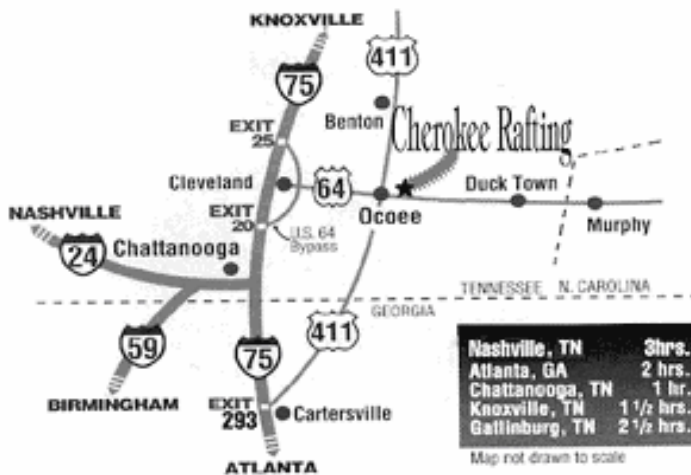 KNOXVILLE
75
411
EXIT
25
Benton
Cherokee Rafting
Cleveland
64
Ocoee
Duck Town
Murphy
NASHVILLE
24
Chattanooga
EXIT
20
U.S. 64
Bypass
TENNESSEE N. CAROLINA
GEORGIA
59
BIRMINGHAM
75
411
EXIT
293
Cartersville
ATLANTA
Nashville, TN 3hrs.
Atlanta, GA 2 hrs.
Chattanooga, TN 1 hr.
Knoxville, TN 1 1/2 hrs.
Gatlinburg, TN 2 1/2 hrs.
Map not drawn to scale